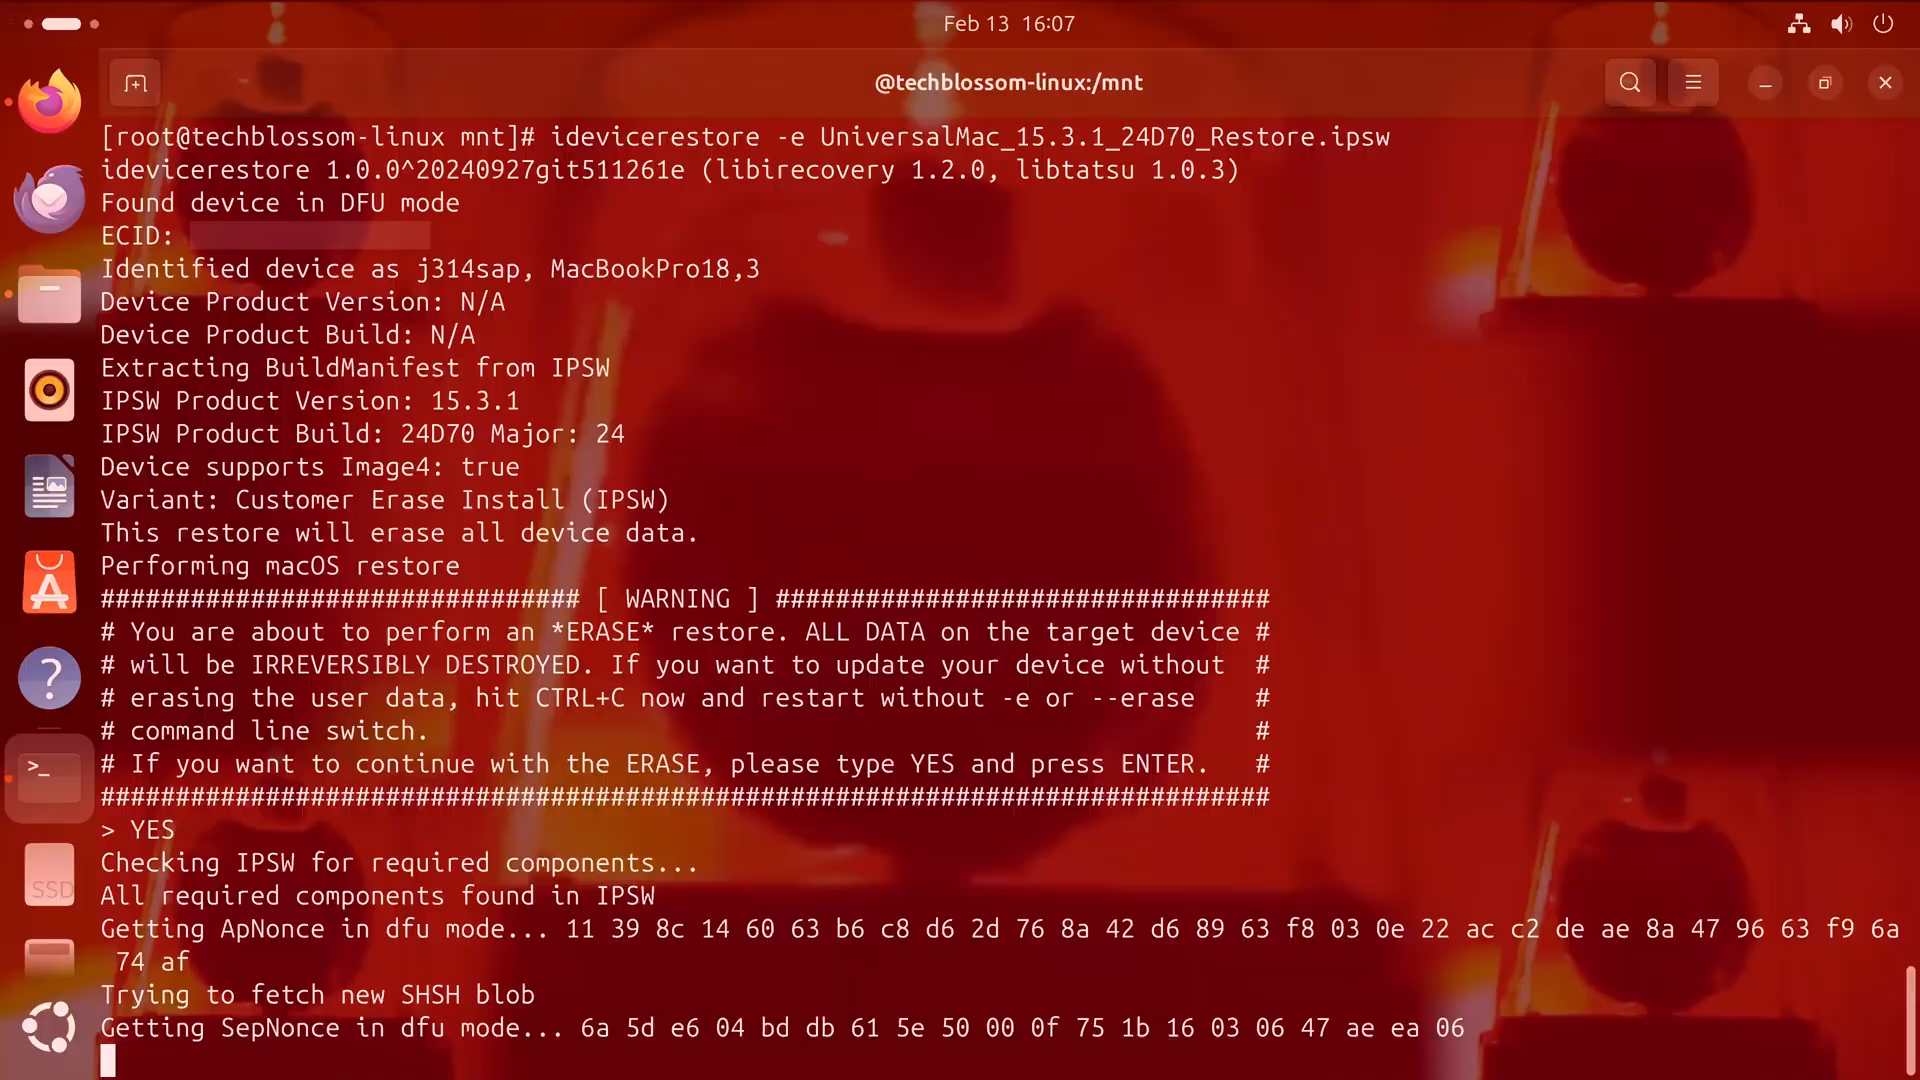 Feb 13 16:07
@techblossom-linux:/mnt
[root@techblossom-linux mnt]# idevicerestore -e UniversalMac_15.3.1_24D70_Restore.ipsw
idevicerestore 1.0.0^20240927git511261e (libirecovery 1.2.0, libtatsu 1.0.3)
Found device in DFU mode
ECID:
Identified device as j314sap, MacBookPro18,3
Device Product Version: N/A
Device Product Build: N/A
Extracting BuildManifest from IPSW
IPSW Product Version: 15.3.1
IPSW Product Build: 24D70 Major: 24
Device supports Image4: true
Variant: Customer Erase Install (IPSW)
This restore will erase all device data.
Performing macOS restore
################################ [ WARNING ] #################################
# You are about to perform an *ERASE* restore. ALL DATA on the target device #
# will be IRREVERSIBLY DESTROYED. If you want to update your device without  #
# erasing the user data, hit CTRL+C now and restart without -e or --erase    #
# command line switch.                                                       #
# If you want to continue with the ERASE, please type YES and press ENTER.   #
##############################################################################
> YES
Checking IPSW for required components...
All required components found in IPSW
Getting ApNonce in dfu mode... 11 39 8c 14 60 63 b6 c8 d6 2d 76 8a 42 d6 89 63 f8 03 0e 22 ac c2 de ae 8a 47 96 63 f9 6a
74 af
Trying to fetch new SHSH blob
Getting SepNonce in dfu mode... 6a 5d e6 04 bd db 61 5e 50 00 0f 75 1b 16 03 06 47 ae ea 06
SSD